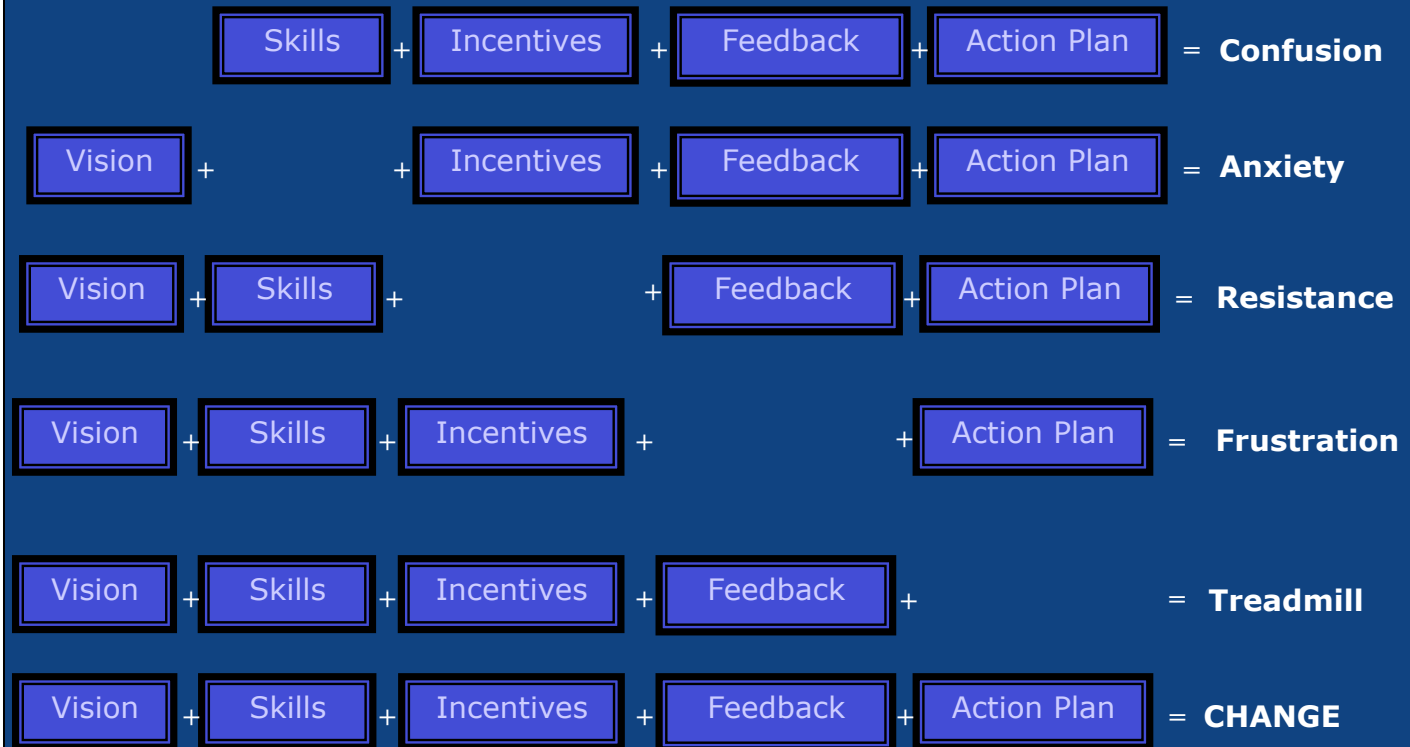 Skills + Incentives + Feedback + Action Plan = Confusion
Vision + + Incentives + Feedback + Action Plan = Anxiety
Vision + Skills + + Feedback + Action Plan = Resistance
Vision + Skills + Incentives + + Action Plan = Frustration
Vision + Skills + Incentives + Feedback + = Treadmill
Vision + Skills + Incentives + Feedback + Action Plan = CHANGE